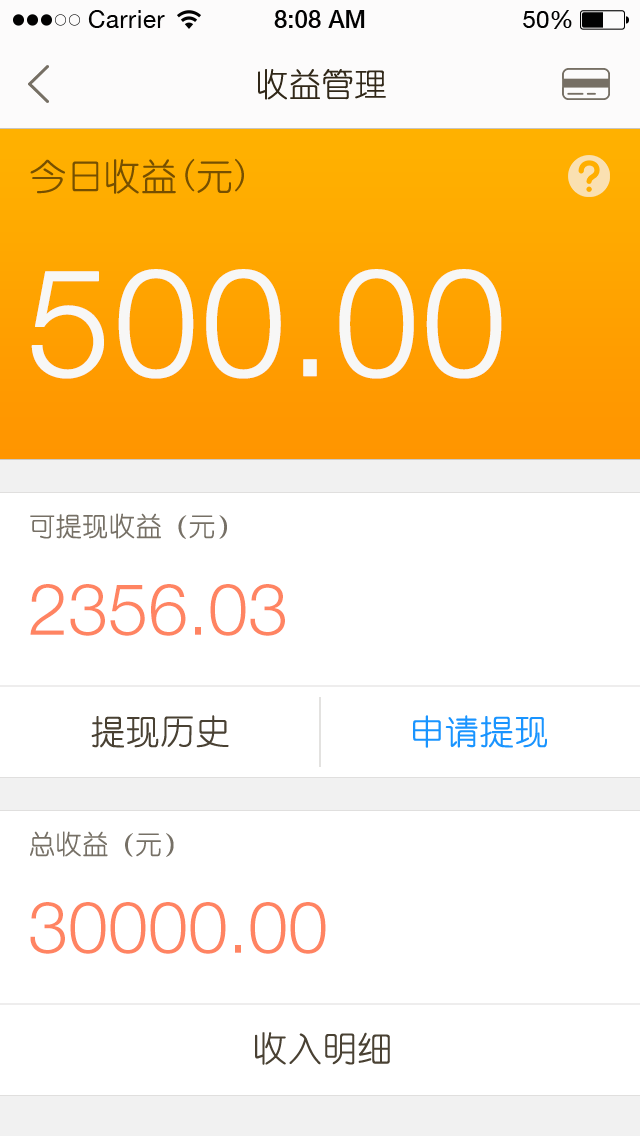 Carrier 8:08 AM 50%
收益管理
今日收益(元)
?
500.00
可提现收益（元）
2356.03
提现历史 申请提现
总收益（元）
30000.00
收入明细